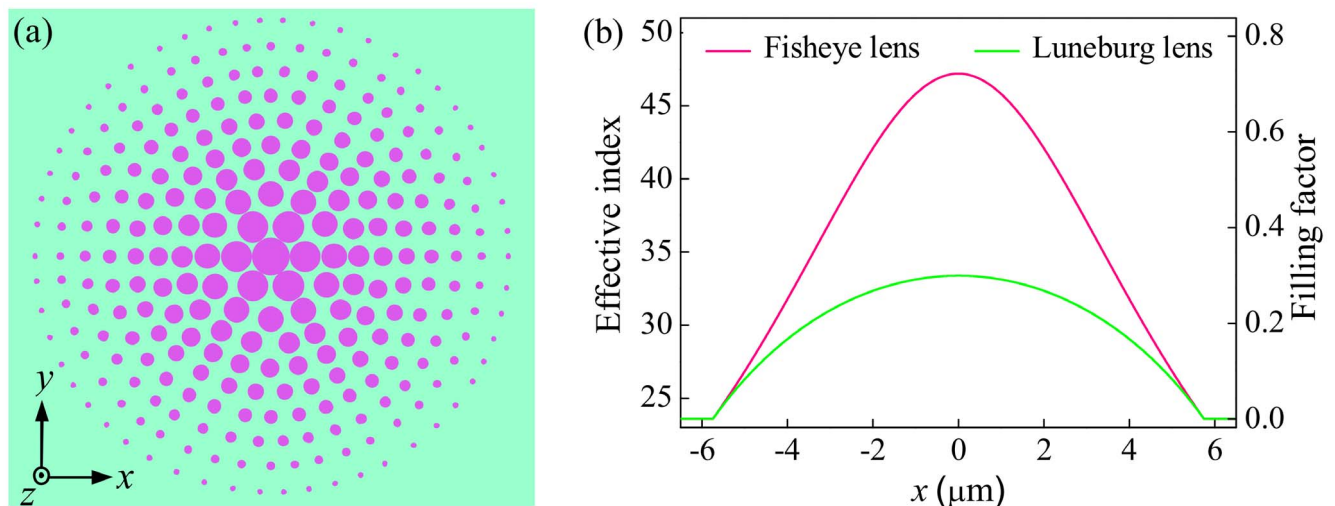 (a)
y
z
x
(b)
Fisheye lens
Luneburg lens
Effective index
50
45
40
35
30
25
Filling factor
0.8
0.6
0.4
0.2
0.0
-6 -4 -2 0 2 4 6
x (μm)